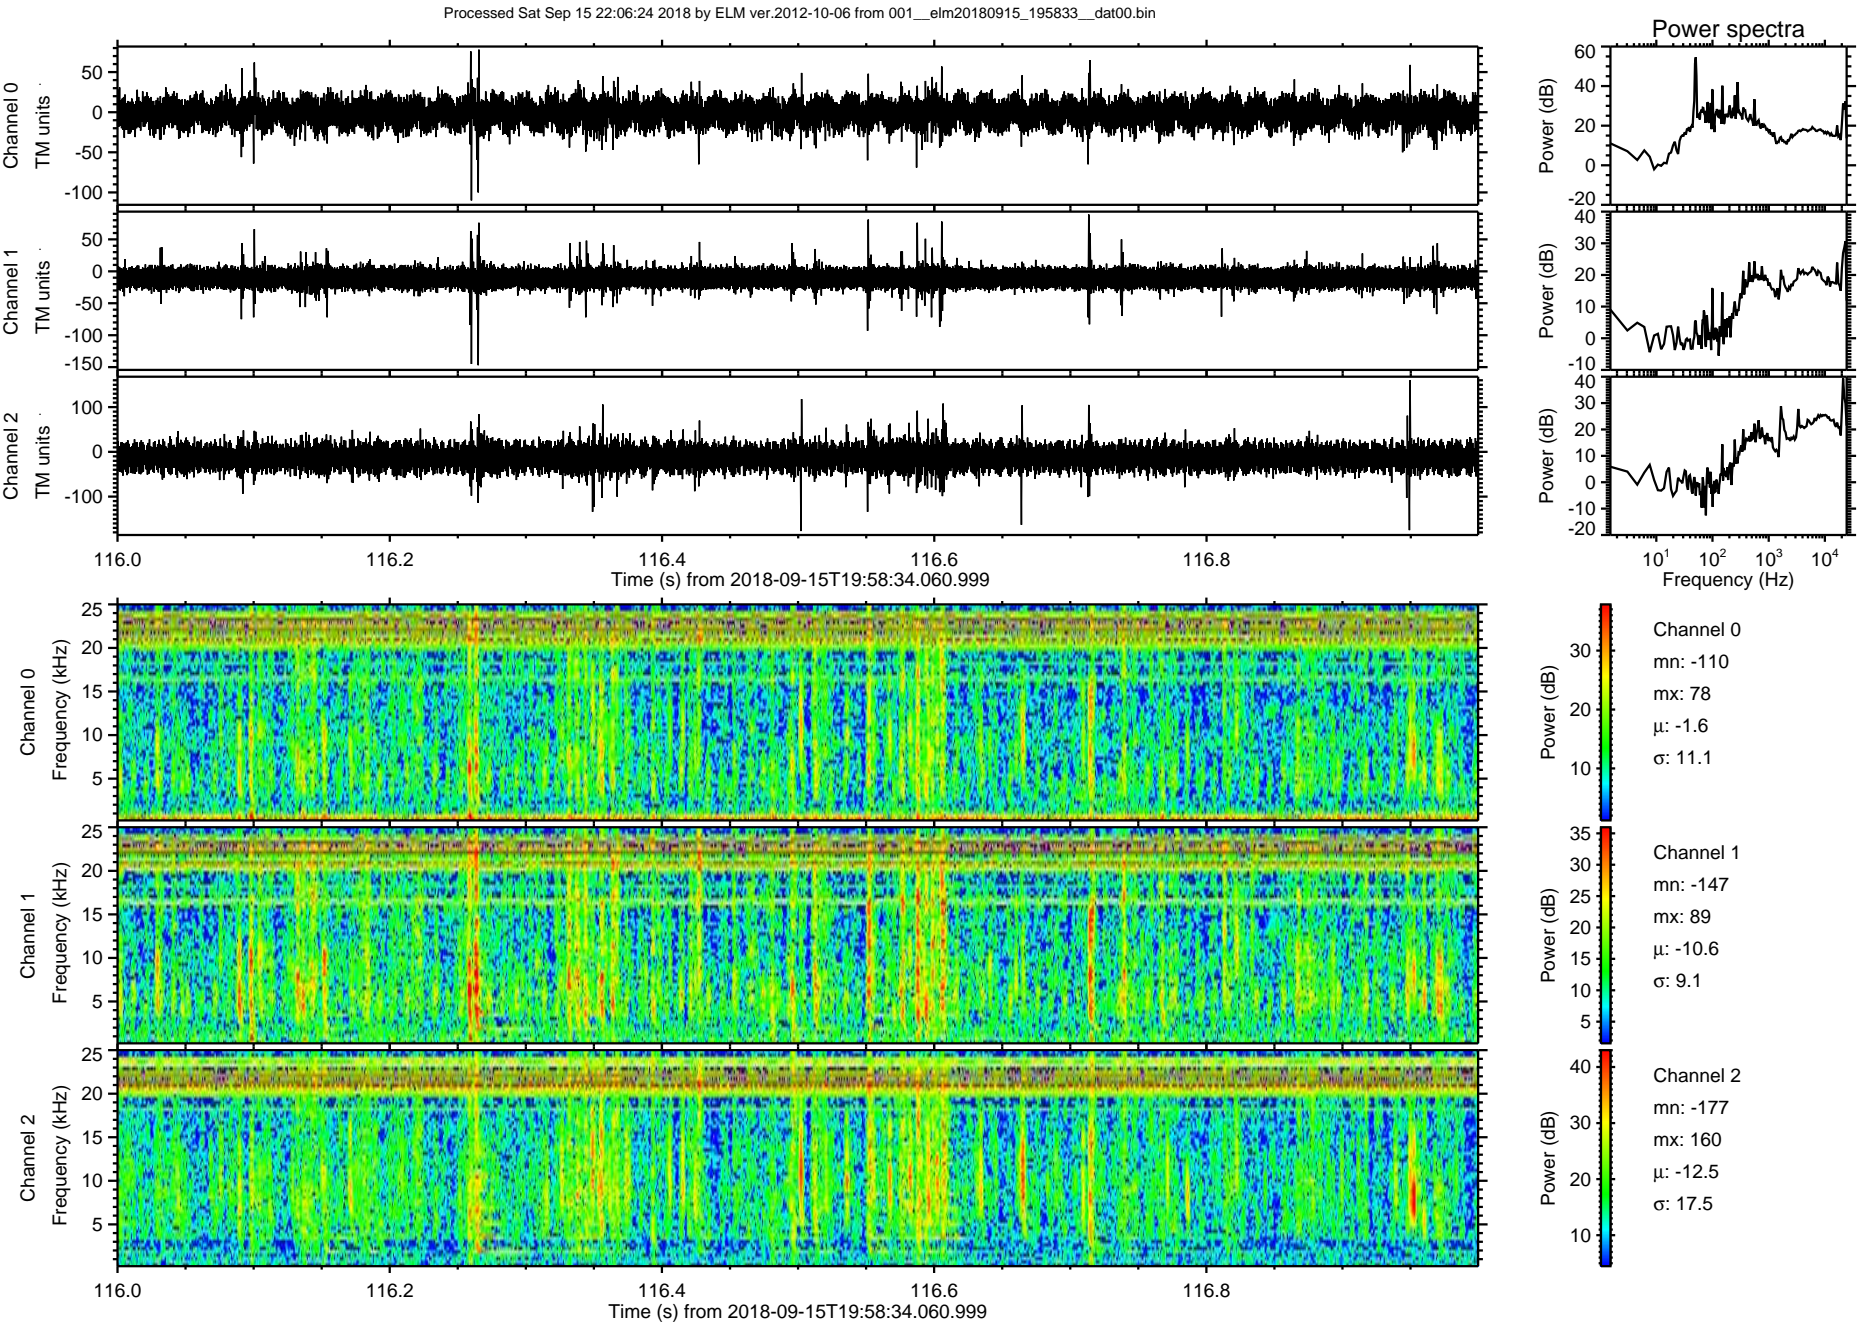 Processed Sat Sep 15 22:06:24 2018 by ELM ver.2012-10-06 from 001__elm20180915_195833__dat00.bin
Power spectra
Channel 0
TM units
50
0
-50
-100
Power (dB)
60
40
20
0
-20
Channel 1
TM units
50
0
-50
-100
-150
Power (dB)
40
30
20
10
0
-10
Channel 2
TM units
100
0
-100
Power (dB)
40
30
20
10
0
-10
-20
116.0 116.2 116.4 116.6 116.8
Time (s) from 2018-09-15T19:58:34.060.999
10¹ 10² 10³ 10⁴
Frequency (Hz)
Channel 0
Frequency (kHz)
25
20
15
10
5
Power (dB)
30
20
10
Channel 0
mn: -110
mx: 78
µ: -1.6
σ: 11.1
Channel 1
Frequency (kHz)
25
20
15
10
5
Power (dB)
35
30
25
20
15
10
5
Channel 1
mn: -147
mx: 89
µ: -10.6
σ: 9.1
Channel 2
Frequency (kHz)
25
20
15
10
5
Power (dB)
40
30
20
10
Channel 2
mn: -177
mx: 160
µ: -12.5
σ: 17.5
116.0 116.2 116.4 116.6 116.8
Time (s) from 2018-09-15T19:58:34.060.999